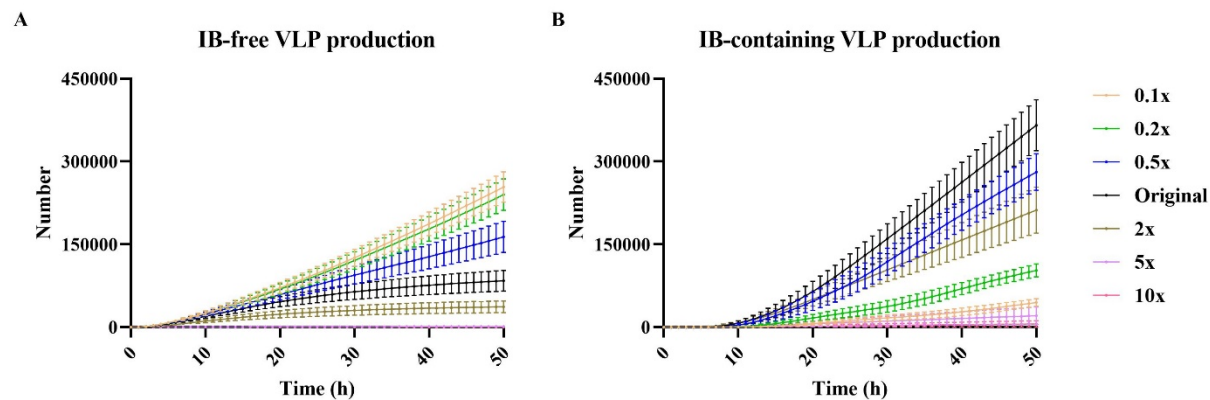 A
IB-free VLP production
450000
300000
150000
0
Number
0
10
20
30
40
50
Time (h)
B
IB-containing VLP production
450000
300000
150000
0
Number
0
10
20
30
40
50
Time (h)
0.1x
0.2x
0.5x
Original
2x
5x
10x